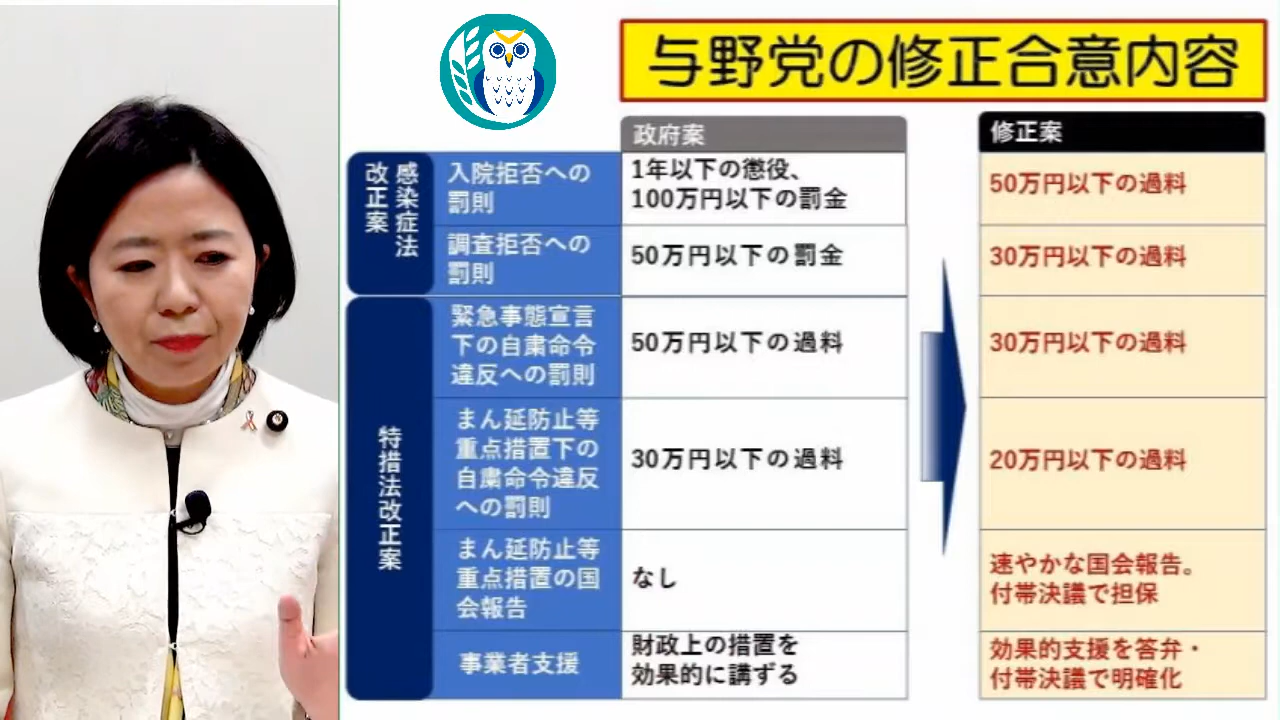 与野党の修正合意内容
政府案
修正案
感染症法
改正案
入院拒否への
罰則
1年以下の懲役、
100万円以下の罰金
50万円以下の過料
調査拒否への
罰則
50万円以下の罰金
30万円以下の過料
特措法改正案
緊急事態宣言
下の自粛命令
違反への罰則
50万円以下の過料
30万円以下の過料
まん延防止等
重点措置下の
自粛命令違反
への罰則
30万円以下の過料
20万円以下の過料
まん延防止等
重点措置の国
会報告
なし
速やかな国会報告。
付帯決議で担保
事業者支援
財政上の措置を
効果的に講ずる
効果的支援を答弁・
付帯決議で明確化